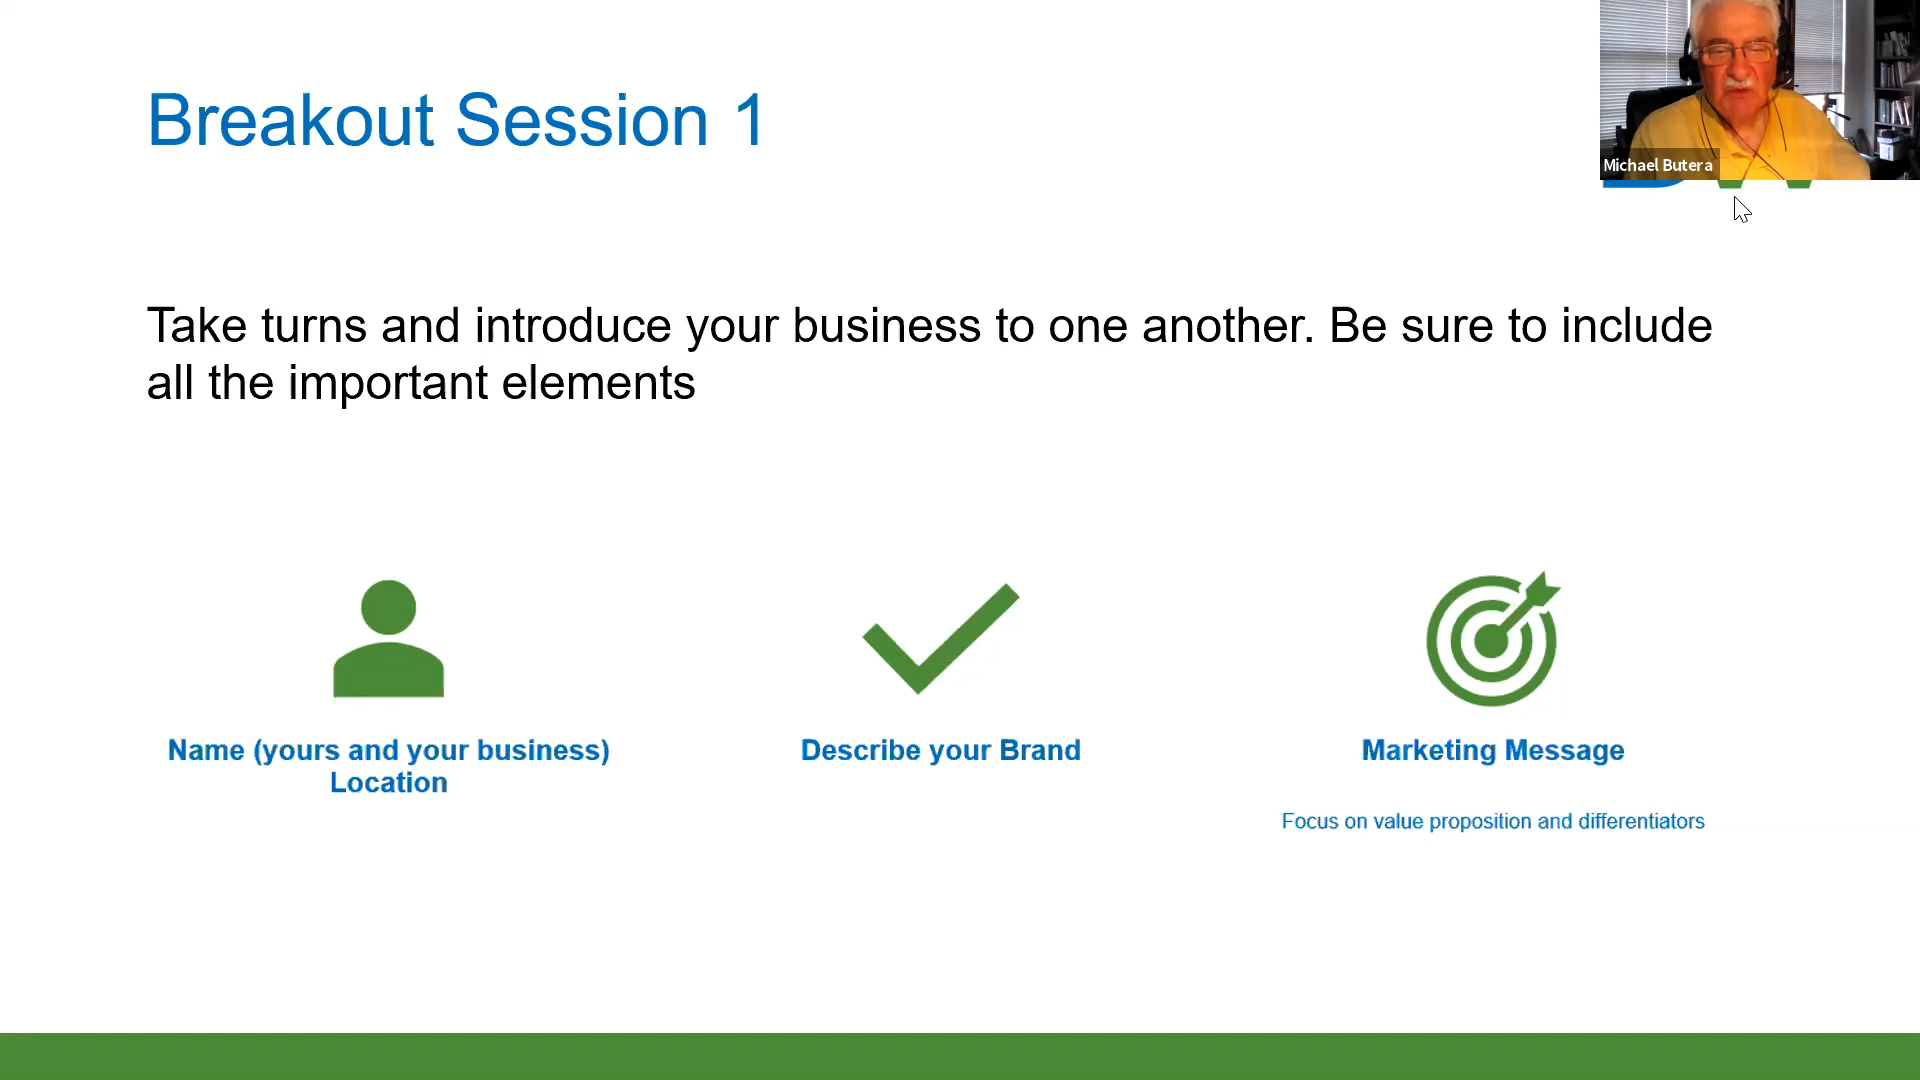 Breakout Session 1
Michael Butera
Take turns and introduce your business to one another. Be sure to include
all the important elements
Name (yours and your business)
Location
Describe your Brand
Marketing Message
Focus on value proposition and differentiators